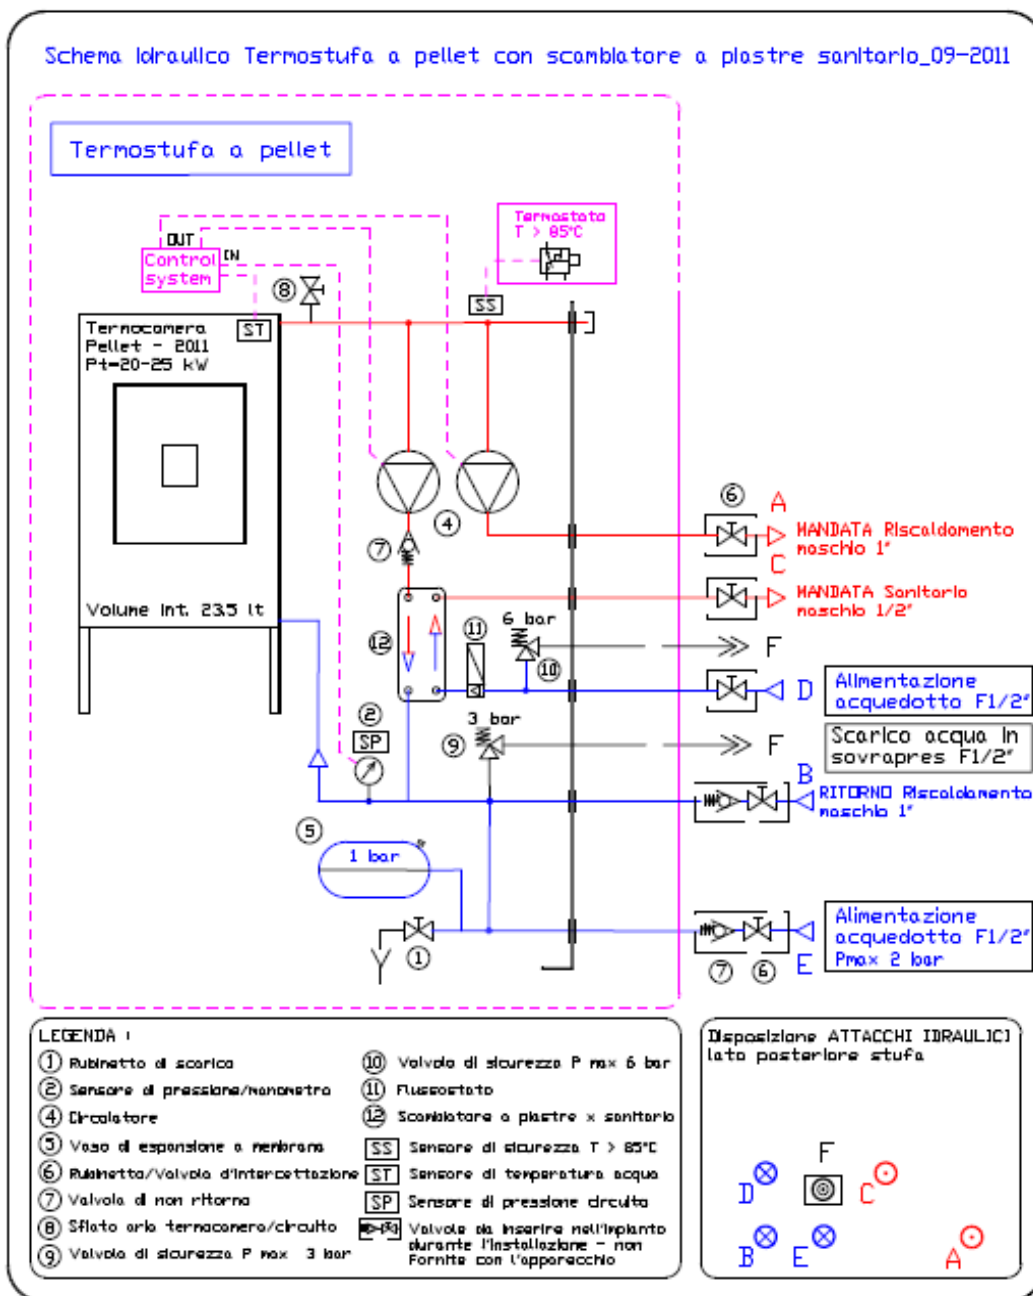 Schema Idraulico Termostufa a pellet con scambiatore a piastre sanitario_09-2011
Termostufa a pellet
Termostato
T > 85°C
OUT
IN
Control
system
8
SS
ST
Termocamera
Pellet - 2011
Pt=20-25 kW
4
7
6
A
MANDATA Riscaldamento
maschio 1"
C
MANDATA Sanitario
maschio 1/2"
Volume int. 23.5 lt
12
11
6 bar
10
F
D
Alimentazione
acquedotto F1/2"
2
SP
3 bar
9
F
Scarico acqua in
sovrapres F1/2"
B
RITORNO Riscaldamento
maschio 1"
5
1 bar
1
7
6
E
Alimentazione
acquedotto F1/2"
Pmax 2 bar
LEGENDA :
1 Rubinetto di scarico
2 Sensore di pressione/manometro
4 Circolatore
5 Vaso di espansione a membrana
6 Rubinetto/Valvola d'intercettazione
7 Valvola di non ritorno
8 Sfiato aria termocamera/circuito
9 Valvola di sicurezza P max 3 bar
10 Valvola di sicurezza P max 6 bar
11 Flussostato
12 Scambiatore a piastre x sanitario
SS Sensore di sicurezza T > 85°C
ST Sensore di temperatura acqua
SP Sensore di pressione circuito
Valvole da inserire nell'impianto
durante l'installazione - non
Fornite con l'apparecchio
Disposizione ATTACCHI IDRAULICI
lato posteriore stufa
F
D
C
B
E
A